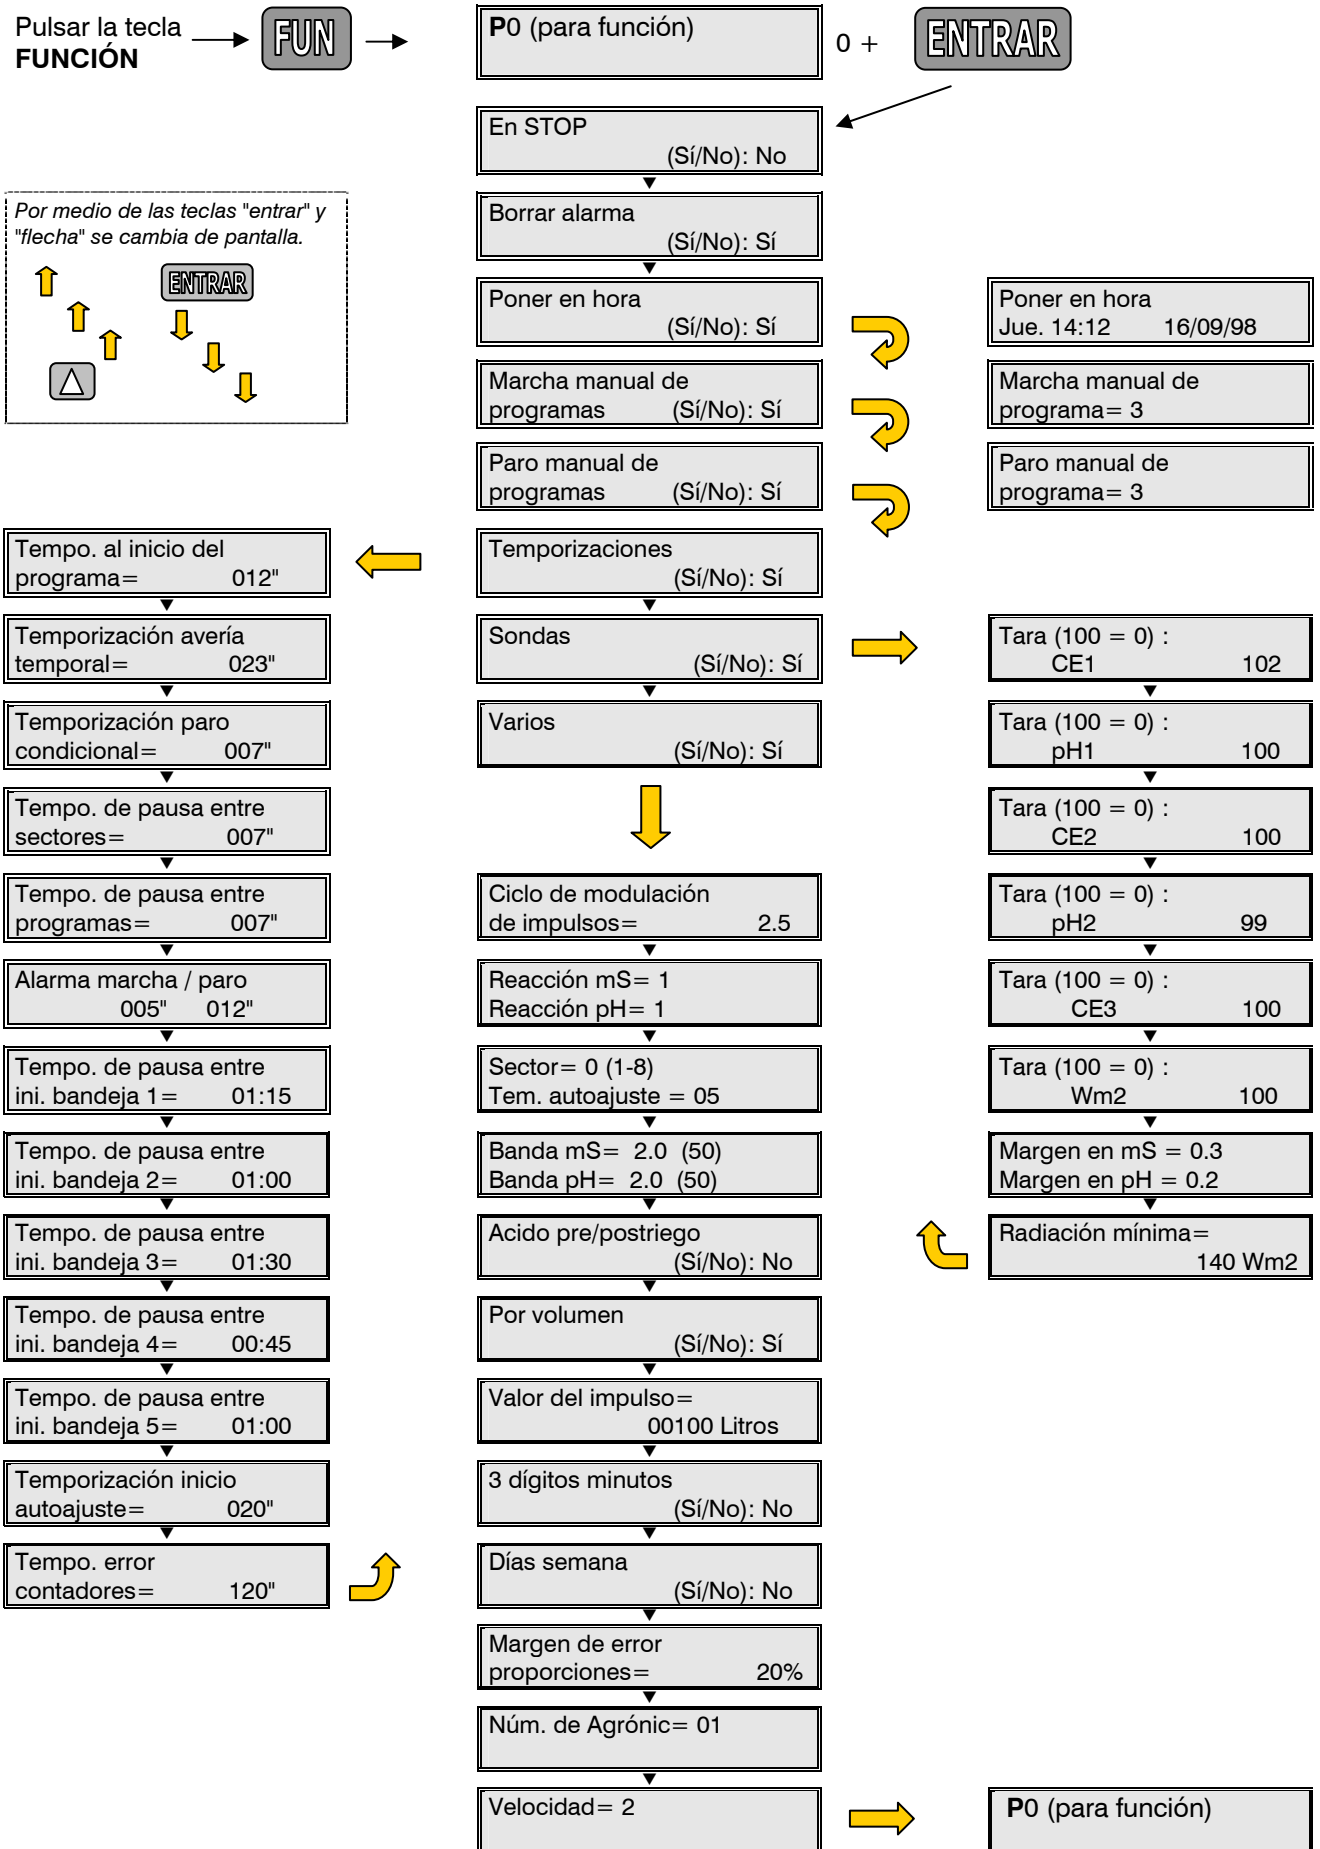 Pulsar la tecla
FUNCIÓN
FUN
P0 (para función)
0 +
ENTRAR
En STOP
(Sí/No): No
Borrar alarma
(Sí/No): Sí
Por medio de las teclas "entrar" y
"flecha" se cambia de pantalla.
ENTRAR
Poner en hora
(Sí/No): Sí
Poner en hora
Jue. 14:12 16/09/98
Marcha manual de
programas (Sí/No): Sí
Marcha manual de
programa= 3
Paro manual de
programas (Sí/No): Sí
Paro manual de
programa= 3
Temporizaciones
(Sí/No): Sí
Sondas
(Sí/No): Sí
Varios
(Sí/No): Sí
Tempo. al inicio del
programa= 012"
Temporización avería
temporal= 023"
Temporización paro
condicional= 007"
Tempo. de pausa entre
sectores= 007"
Tempo. de pausa entre
programas= 007"
Alarma marcha / paro
005" 012"
Tempo. de pausa entre
ini. bandeja 1= 01:15
Tempo. de pausa entre
ini. bandeja 2= 01:00
Tempo. de pausa entre
ini. bandeja 3= 01:30
Tempo. de pausa entre
ini. bandeja 4= 00:45
Tempo. de pausa entre
ini. bandeja 5= 01:00
Temporización inicio
autoajuste= 020"
Tempo. error
contadores= 120"
Tara (100 = 0) :
CE1 102
Tara (100 = 0) :
pH1 100
Tara (100 = 0) :
CE2 100
Tara (100 = 0) :
pH2 99
Tara (100 = 0) :
CE3 100
Tara (100 = 0) :
Wm2 100
Margen en mS = 0.3
Margen en pH = 0.2
Radiación mínima=
140 Wm2
Ciclo de modulación
de impulsos= 2.5
Reacción mS= 1
Reacción pH= 1
Sector= 0 (1-8)
Tem. autoajuste = 05
Banda mS= 2.0 (50)
Banda pH= 2.0 (50)
Acido pre/postriego
(Sí/No): No
Por volumen
(Sí/No): Sí
Valor del impulso=
00100 Litros
3 dígitos minutos
(Sí/No): No
Días semana
(Sí/No): No
Margen de error
proporciones= 20%
Núm. de Agrónic= 01
Velocidad= 2
P0 (para función)